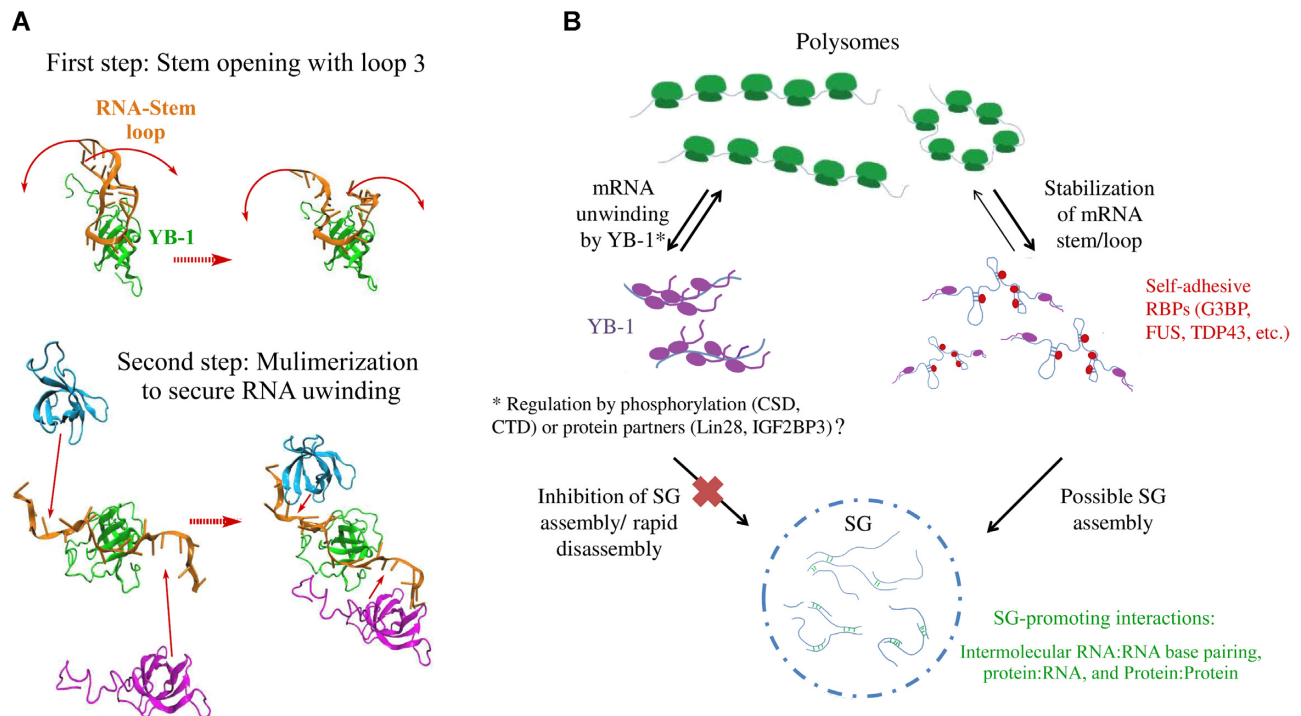 A
First step: Stem opening with loop 3
RNA-Stem
loop
YB-1
Second step: Mulimerization
to secure RNA uwinding
B
Polysomes
mRNA
unwinding
by YB-1*
Stabilization
of mRNA
stem/loop
YB-1
Self-adhesive
RBPs (G3BP,
FUS, TDP43, etc.)
* Regulation by phosphorylation (CSD,
CTD) or protein partners (Lin28, IGF2BP3)?
Inhibition of SG
assembly/ rapid
disassembly
SG
Possible SG
assembly
SG-promoting interactions:
Intermolecular RNA:RNA base pairing,
protein:RNA, and Protein:Protein